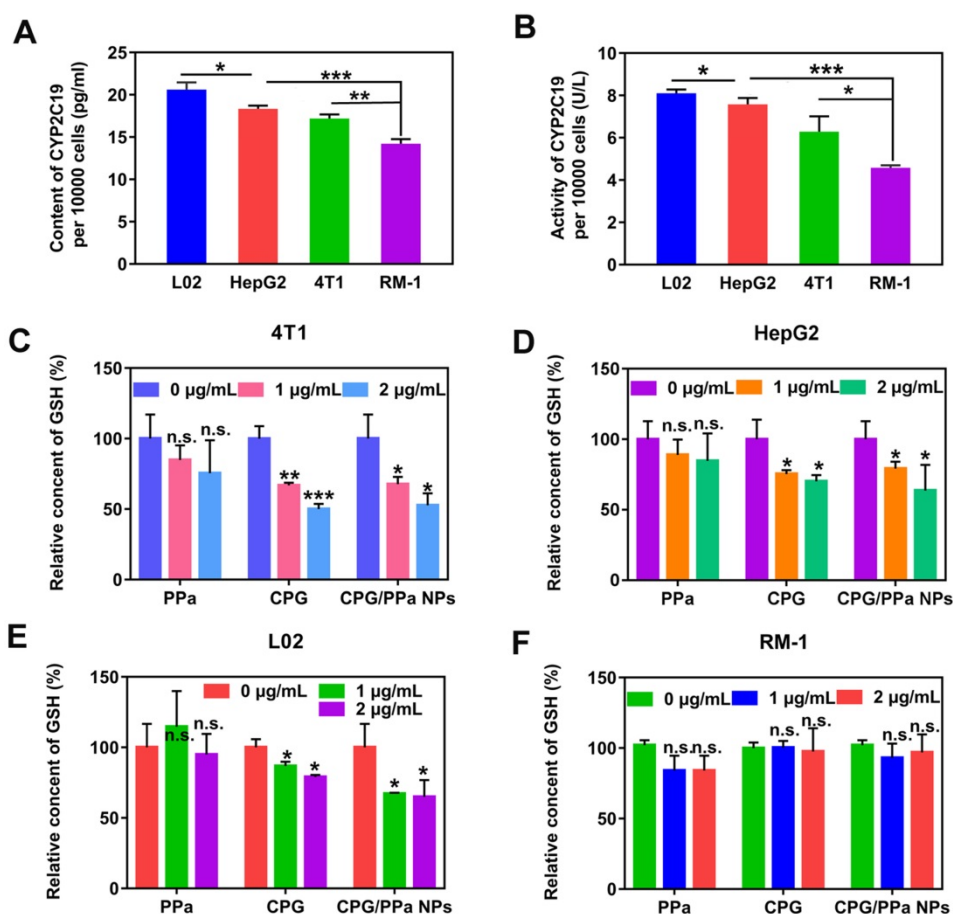 A
Content of CYP2C19
per 10000 cells (pg/ml)
25
20
15
10
5
0
*
***
**
L02 HepG2 4T1 RM-1
B
Activity of CYP2C19
per 10000 cells (U/L)
8
6
4
2
0
*
***
*
L02 HepG2 4T1 RM-1
C
4T1
Relative concent of GSH (%)
150
100
50
0
0 µg/mL 1 µg/mL 2 µg/mL
n.s. n.s.
** ***
* *
PPa CPG CPG/PPa NPs
D
HepG2
Relative concent of GSH (%)
150
100
50
0
0 µg/mL 1 µg/mL 2 µg/mL
n.s. n.s.
* *
* *
PPa CPG CPG/PPa NPs
E
L02
Relative concent of GSH (%)
150
100
50
0
0 µg/mL 1 µg/mL
2 µg/mL
n.s. n.s.
* *
* *
PPa CPG CPG/PPa NPs
F
RM-1
Relative concent of GSH (%)
150
100
50
0
0 µg/mL 1 µg/mL 2 µg/mL
n.s. n.s.
n.s. n.s.
n.s. n.s.
PPa CPG CPG/PPa NPs